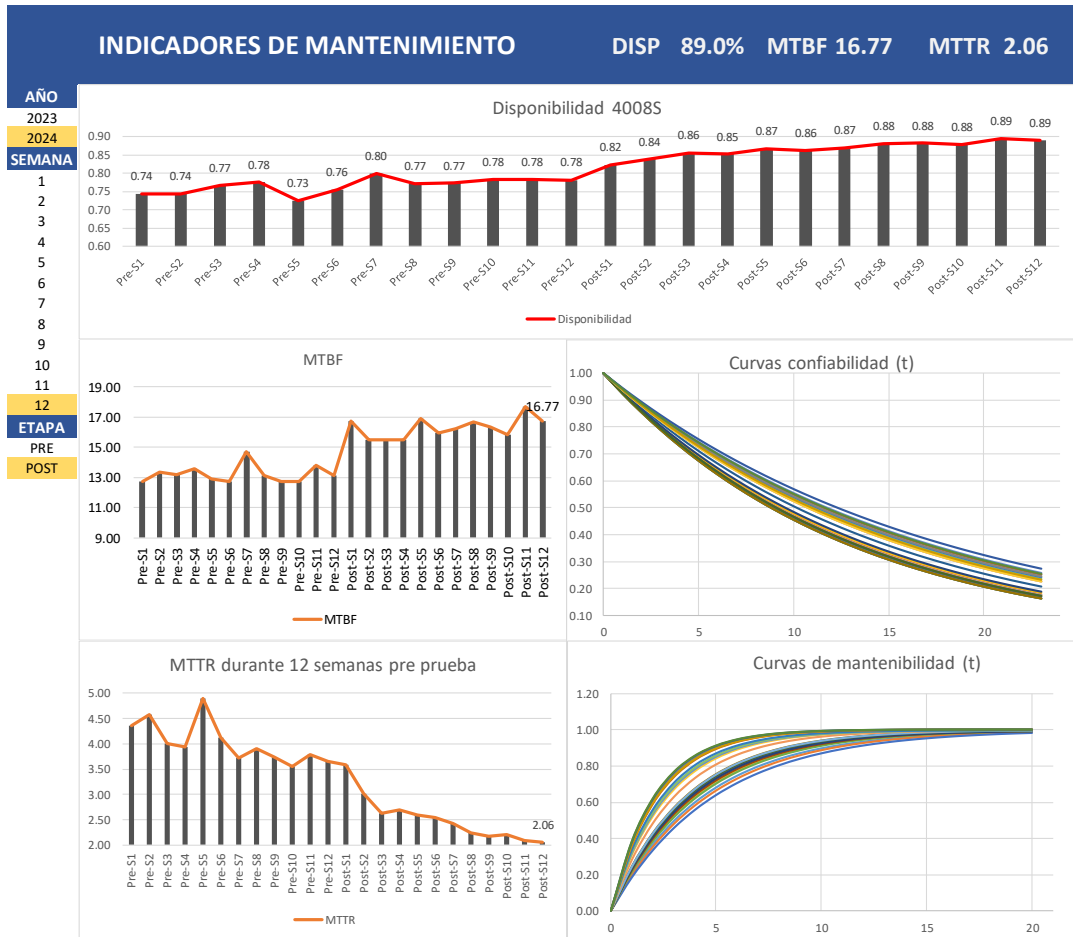 INDICADORES DE MANTENIMIENTO DISP 89.0% MTBF 16.77 MTTR 2.06
AÑO
2023
2024
SEMANA
1
2
3
4
5
6
7
8
9
10
11
12
ETAPA
PRE
POST
Disponibilidad 4008S
0.90
0.85
0.80
0.75
0.70
0.65
0.60
0.74 0.74 0.77 0.78 0.73 0.76 0.80 0.77 0.77 0.78 0.78 0.78 0.82 0.84 0.86 0.85 0.87 0.86 0.87 0.88 0.88 0.88 0.89 0.89
Pre-S1 Pre-S2 Pre-S3 Pre-S4 Pre-S5 Pre-S6 Pre-S7 Pre-S8 Pre-S9 Pre-S10 Pre-S11 Pre-S12 Post-S1 Post-S2 Post-S3 Post-S4 Post-S5 Post-S6 Post-S7 Post-S8 Post-S9 Post-S10 Post-S11 Post-S12
Disponibilidad
MTBF
19.00
17.00
15.00
13.00
11.00
9.00
16.77
Pre-S1 Pre-S2 Pre-S3 Pre-S4 Pre-S5 Pre-S6 Pre-S7 Pre-S8 Pre-S9 Pre-S10 Pre-S11 Pre-S12 Post-S1 Post-S2 Post-S3 Post-S4 Post-S5 Post-S6 Post-S7 Post-S8 Post-S9 Post-S10 Post-S11 Post-S12
MTBF
Curvas confiabilidad (t)
1.00
0.90
0.80
0.70
0.60
0.50
0.40
0.30
0.20
0.10
0 5 10 15 20
MTTR durante 12 semanas pre prueba
5.00
4.50
4.00
3.50
3.00
2.50
2.00
2.06
Pre-S1 Pre-S2 Pre-S3 Pre-S4 Pre-S5 Pre-S6 Pre-S7 Pre-S8 Pre-S9 Pre-S10 Pre-S11 Pre-S12 Post-S1 Post-S2 Post-S3 Post-S4 Post-S5 Post-S6 Post-S7 Post-S8 Post-S9 Post-S10 Post-S11 Post-S12
MTTR
Curvas de mantenibilidad (t)
1.20
1.00
0.80
0.60
0.40
0.20
0.00
0 5 10 15 20